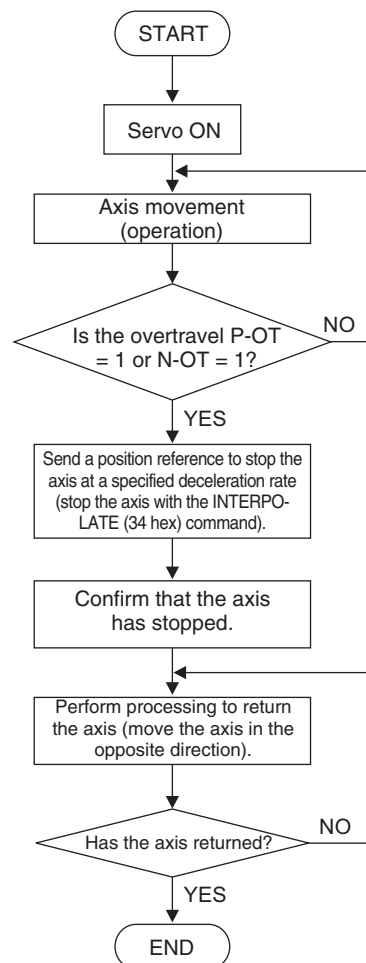 START
Servo ON
Axis movement
(operation)
Is the overtravel P-OT
= 1 or N-OT = 1?
NO
YES
Send a position reference to stop the
axis at a specified deceleration rate
(stop the axis with the INTERPO-
LATE (34 hex) command).
Confirm that the axis
has stopped.
Perform processing to return
the axis (move the axis in the
opposite direction).
Has the axis returned?
NO
YES
END